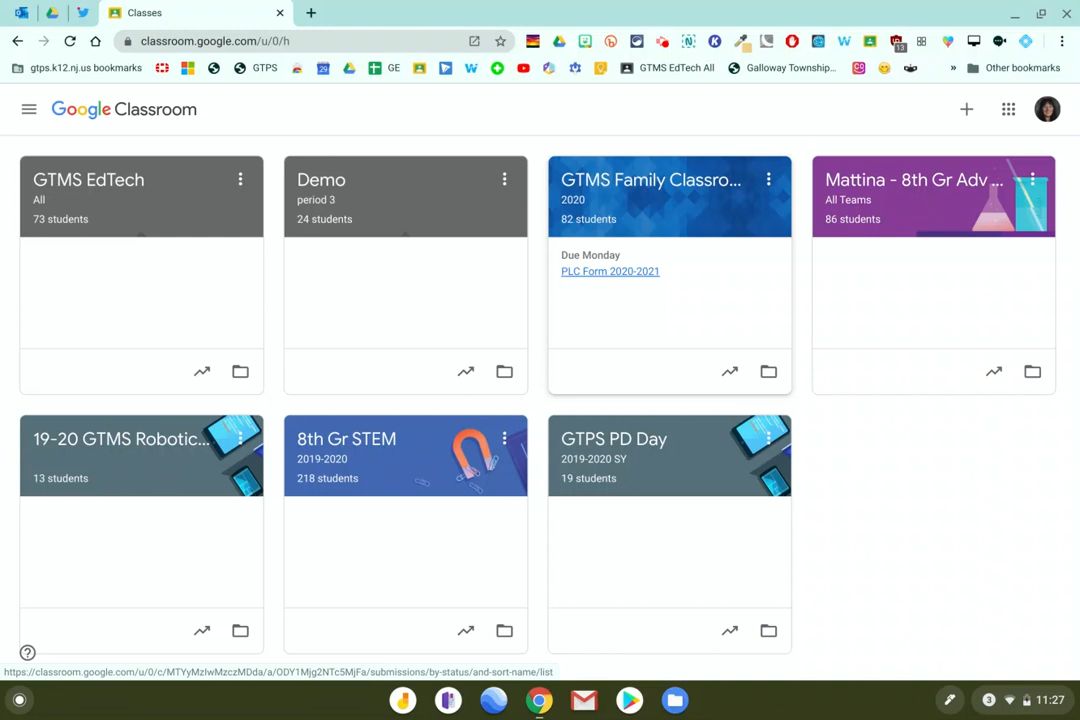 Classes
classroom.google.com/u/0/h
13
gtps.k12.nj.us bookmarks
GTPS
29
GE
GTMS EdTech All
Galloway Township...
»
Other bookmarks
Google Classroom
GTMS EdTech
All
73 students
Demo
period 3
24 students
GTMS Family Classro...
2020
82 students
Due Monday
PLC Form 2020-2021
Mattina - 8th Gr Adv ...
All Teams
86 students
19-20 GTMS Robotic...
13 students
8th Gr STEM
2019-2020
218 students
GTPS PD Day
2019-2020 SY
19 students
https://classroom.google.com/u/0/c/MTYyMzIwMzczMDda/a/ODY1Mjg2NTc5MjFa/submissions/by-status/and-sort-name/list
3
11:27